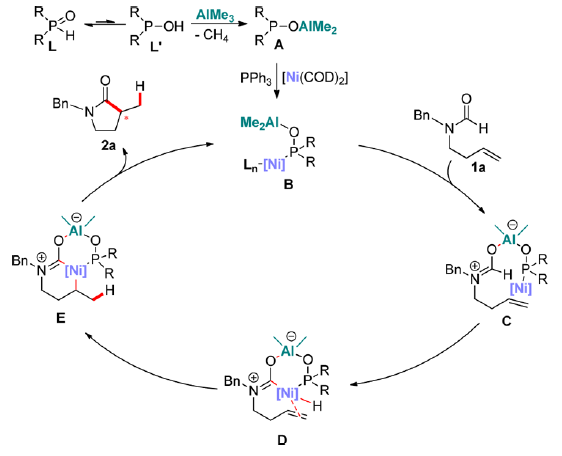 R
R
P
O
H
L
R
R
P-OH
L'
AlMe3
- CH4
R
R
P-OAlMe2
A
PPh3
[Ni(COD)2]
O
H
Bn
N
*
2a
Me2Al
O
P
R
R
Ln-[Ni]
B
Bn
N
O
H
1a
⊖
Al
O
O
P
R
R
Bn
N
⊕
[Ni]
H
E
⊖
Al
O
O
P
R
R
Bn
N
⊕
H
[Ni]
C
⊖
Al
O
O
P
R
R
Bn
N
⊕
[Ni]
H
D